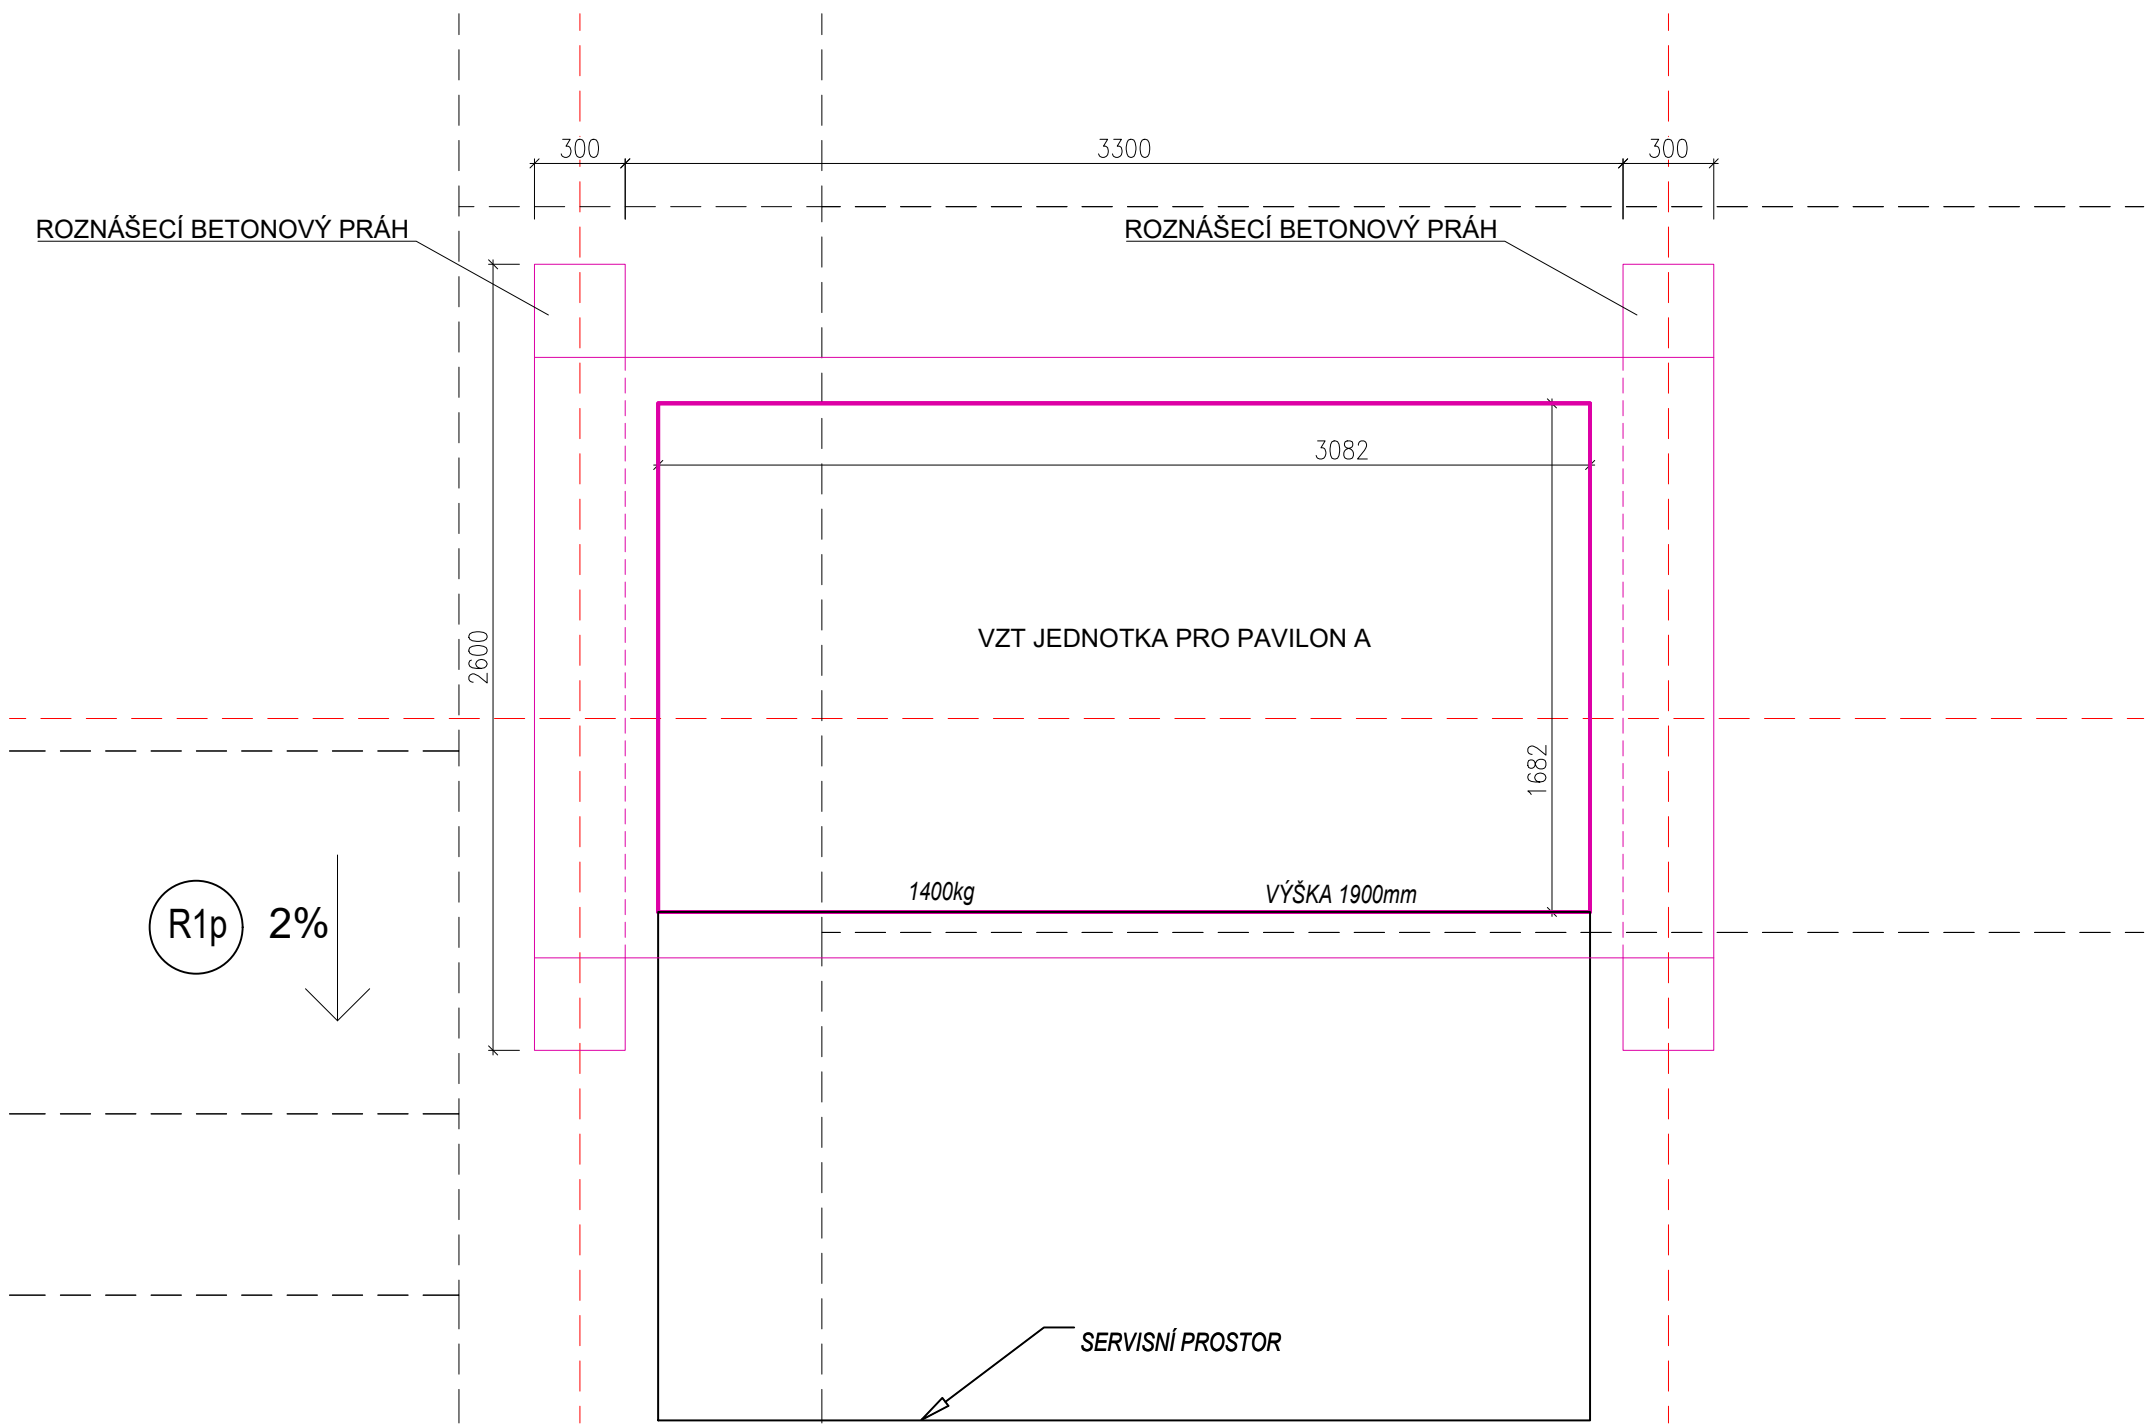 300
3300
300
ROZNÁŠECÍ BETONOVÝ PRÁH
ROZNÁŠECÍ BETONOVÝ PRÁH
3082
2600
VZT JEDNOTKA PRO PAVILON A
1682
1400kg
VÝŠKA 1900mm
R1p
2%
SERVISNÍ PROSTOR